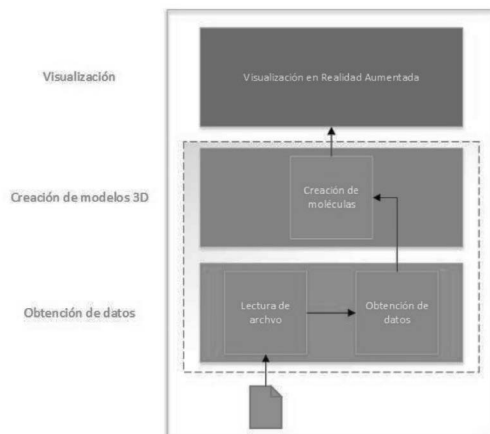 Visualización
Visualización en Realidad Aumentada
Creación de modelos 3D
Creación de
moléculas
Obtención de datos
Lectura de
archvo
Obtención de
datos